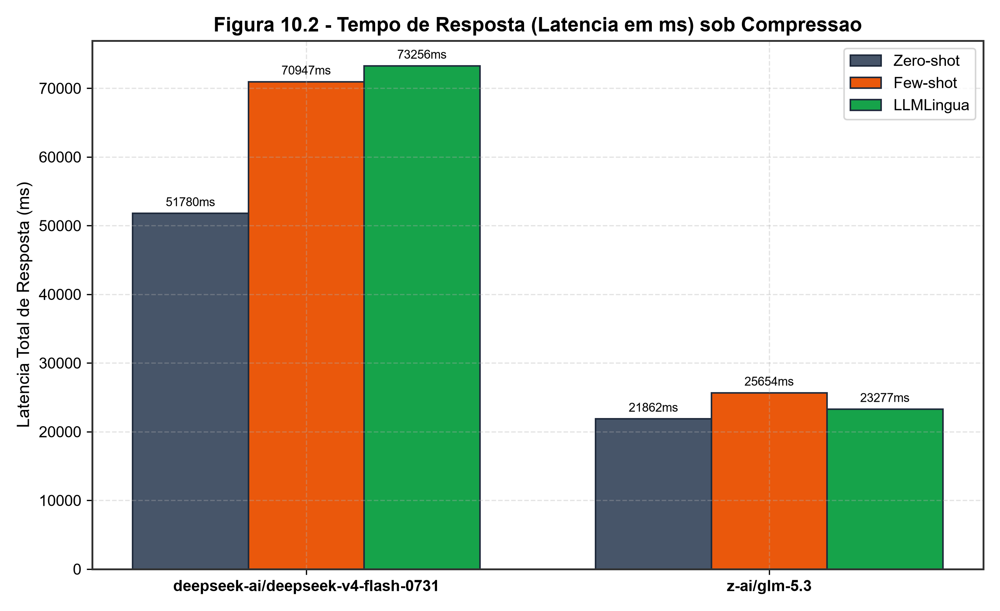 Figura 10.2 - Tempo de Resposta (Latencia em ms) sob Compressao
Zero-shot
Few-shot
LLMLingua
Latencia Total de Resposta (ms)
70000
60000
50000
40000
30000
20000
10000
0
51780ms
70947ms
73256ms
21862ms
25654ms
23277ms
deepseek-ai/deepseek-v4-flash-0731
z-ai/glm-5.3